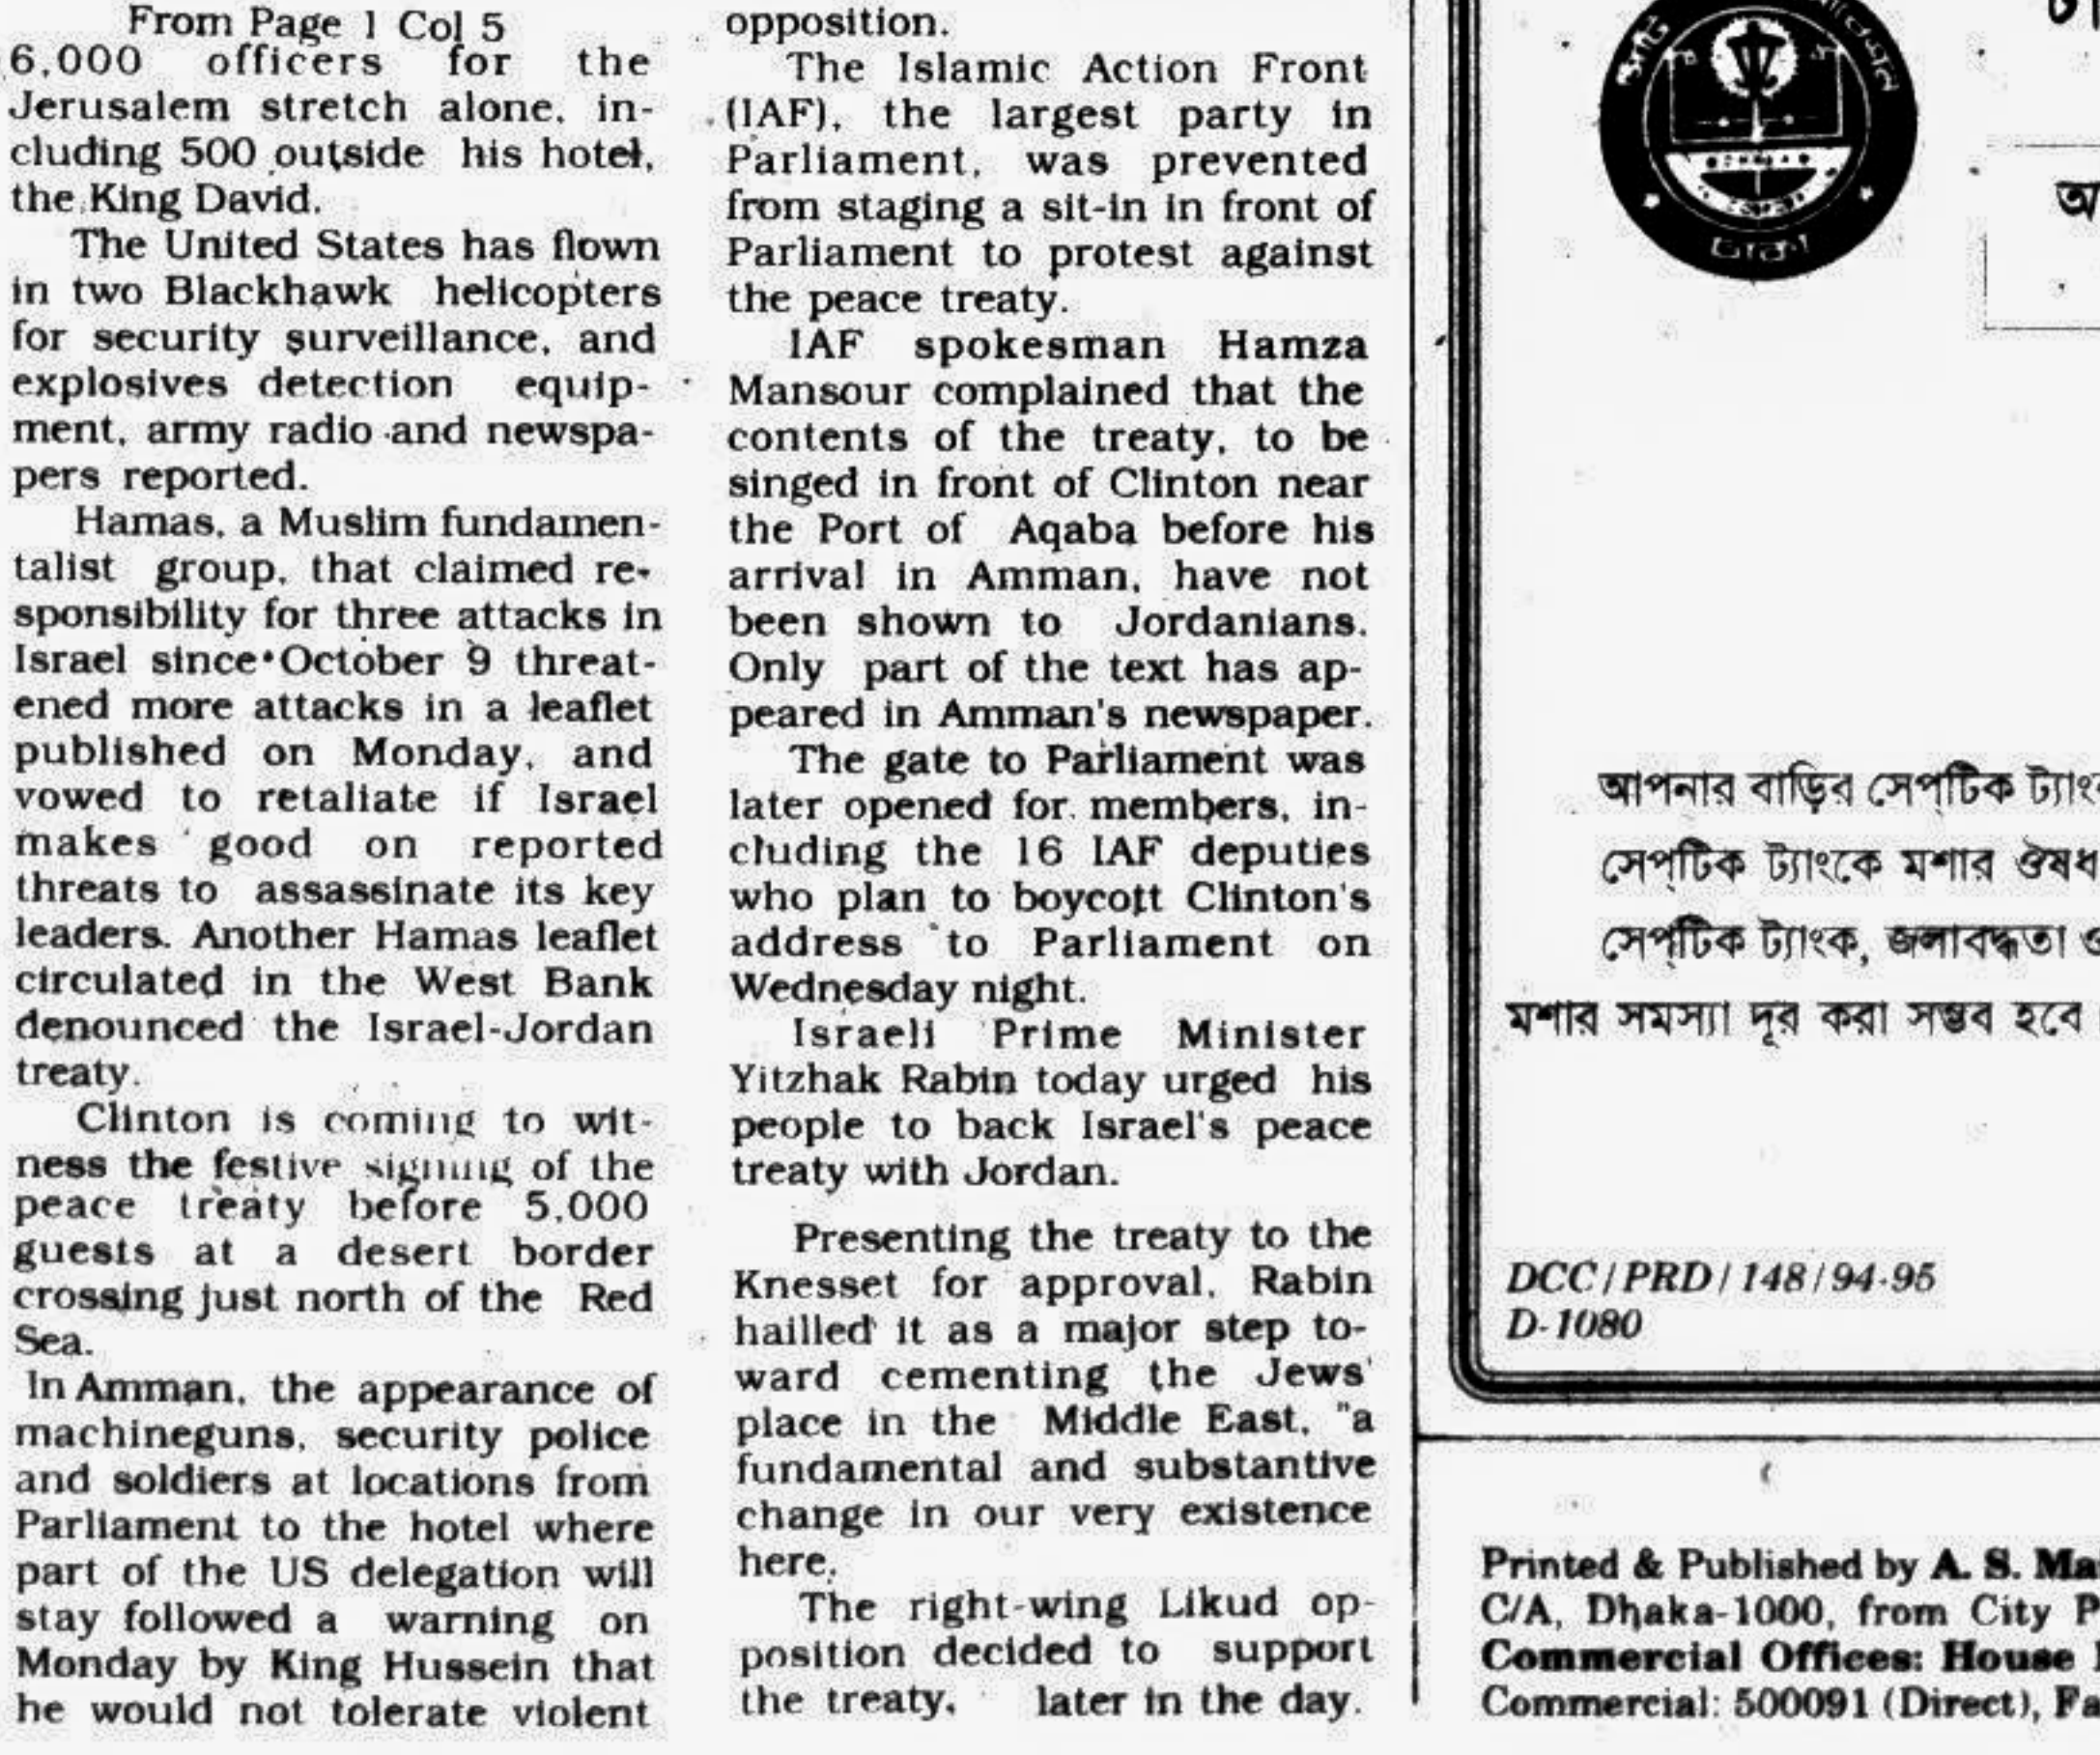 From Page 1 Col 5
6,000 officers for the
Jerusalem stretch alone, in-
cluding 500 outside his hotel,
the King David.
The United States has flown
in two Blackhawk helicopters
for security surveillance, and
explosives detection equip-
ment, army radio and newspa-
pers reported.
Hamas, a Muslim fundamen-
talist group, that claimed re-
sponsibility for three attacks in
Israel since October 9 threat-
ened more attacks in a leaflet
published on Monday, and
vowed to retaliate if Israel
makes good on reported
threats to assassinate its key
leaders. Another Hamas leaflet
circulated in the West Bank
denounced the Israel-Jordan
treaty.
Clinton is coming to wit-
ness the festive signing of the
peace treaty before 5,000
guests at a desert border
crossing just north of the Red
Sea.
In Amman, the appearance of
machineguns, security police
and soldiers at locations from
Parliament to the hotel where
part of the US delegation will
stay followed a warning on
Monday by King Hussein that
he would not tolerate violent
opposition.
The Islamic Action Front
(IAF), the largest party in
Parliament, was prevented
from staging a sit-in in front of
Parliament to protest against
the peace treaty.
IAF spokesman Hamza
Mansour complained that the
contents of the treaty, to be
singed in front of Clinton near
the Port of Aqaba before his
arrival in Amman, have not
been shown to Jordanians.
Only part of the text has ap-
peared in Amman's newspaper.
The gate to Parliament was
later opened for members, in-
cluding the 16 IAF deputies
who plan to boycott Clinton's
address to Parliament on
Wednesday night.
Israeli Prime Minister
Yitzhak Rabin today urged his
people to back Israel's peace
treaty with Jordan.
Presenting the treaty to the
Knesset for approval, Rabin
hailled it as a major step to-
ward cementing the Jews'
place in the Middle East, "a
fundamental and substantive
change in our very existence
here.
The right-wing Likud op-
position decided to support
the treaty, later in the day.
ঢাকা
আপনার বাড়ির সেপ্টিক
সেপ্টিক ট্যাংকে মশার ঔষধ
সেপ্টিক ট্যাংক, জলাবদ্ধতা
মশার সমস্যা দূর করা সম্ভব হবে
DCC/PRD/148/94-95
D-1080
Printed & Published by A. S.
C/A, Dhaka-1000, from City
Commercial Offices: House
Commercial: 500091 (Direct),